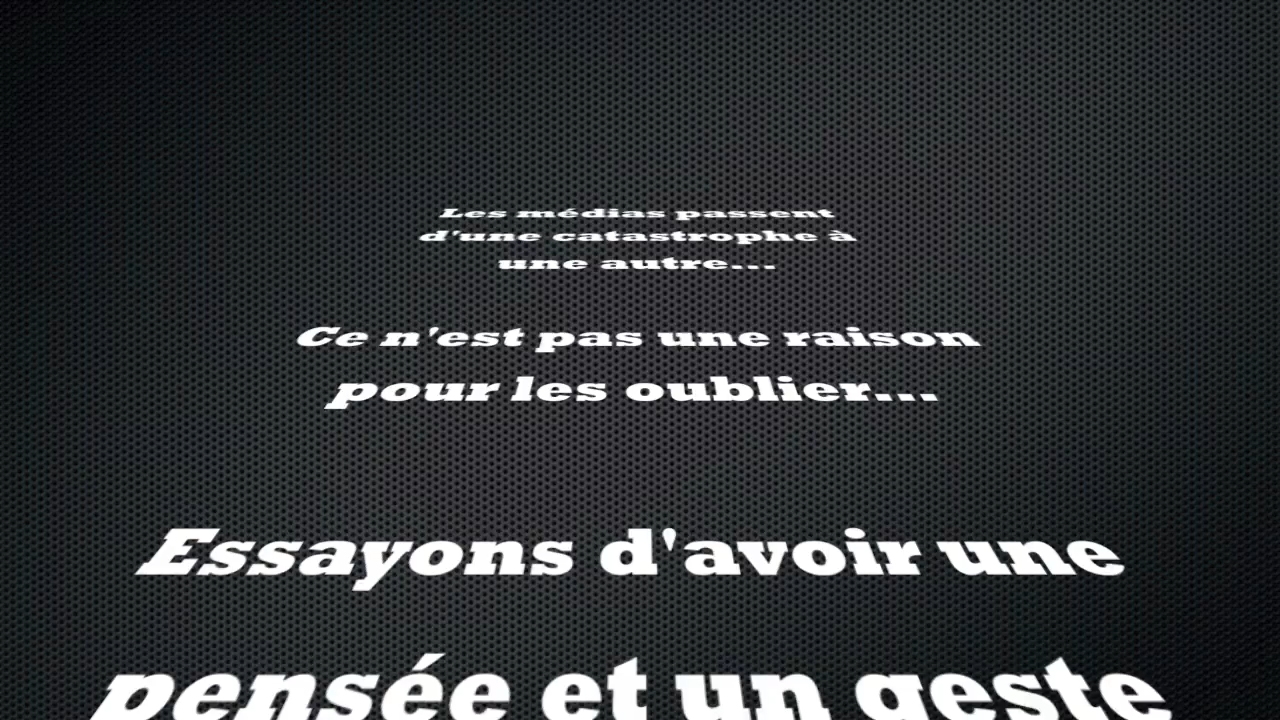 Les médias passent
d'une catastrophe à
une autre...
Ce n'est pas une raison
pour les oublier...
Essayons d'avoir une
pensée et un geste